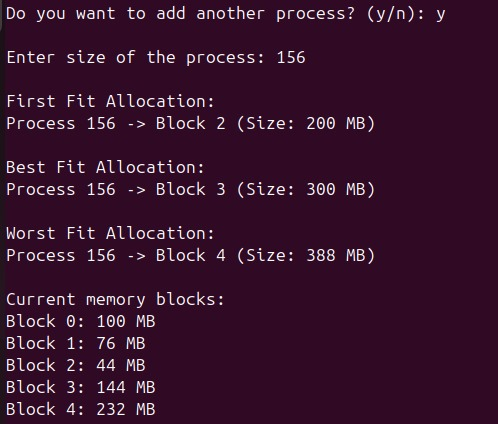 Do you want to add another process? (y/n): y
Enter size of the process: 156
First Fit Allocation:
Process 156 -> Block 2 (Size: 200 MB)
Best Fit Allocation:
Process 156 -> Block 3 (Size: 300 MB)
Worst Fit Allocation:
Process 156 -> Block 4 (Size: 388 MB)
Current memory blocks:
Block 0: 100 MB
Block 1: 76 MB
Block 2: 44 MB
Block 3: 144 MB
Block 4: 232 MB